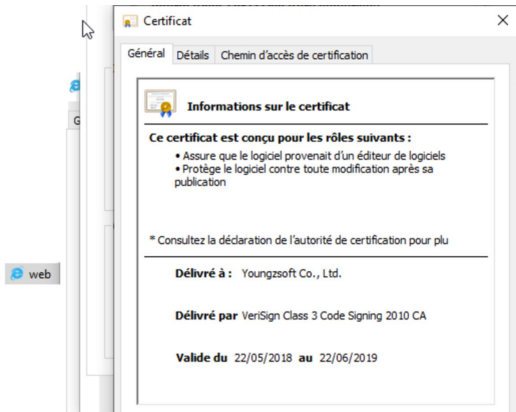 Certificat
Général Détails Chemin d'accès de certification
G
Informations sur le certificat
Ce certificat est conçu pour les rôles suivants :
• Assure que le logiciel provenait d'un éditeur de logiciels
• Protège le logiciel contre toute modification après sa
publication
* Consultez la déclaration de l'autorité de certification pour plu
Délivré à : Youngzsoft Co., Ltd.
web
Délivré par VeriSign Class 3 Code Signing 2010 CA
Valide du 22/05/2018 au 22/06/2019